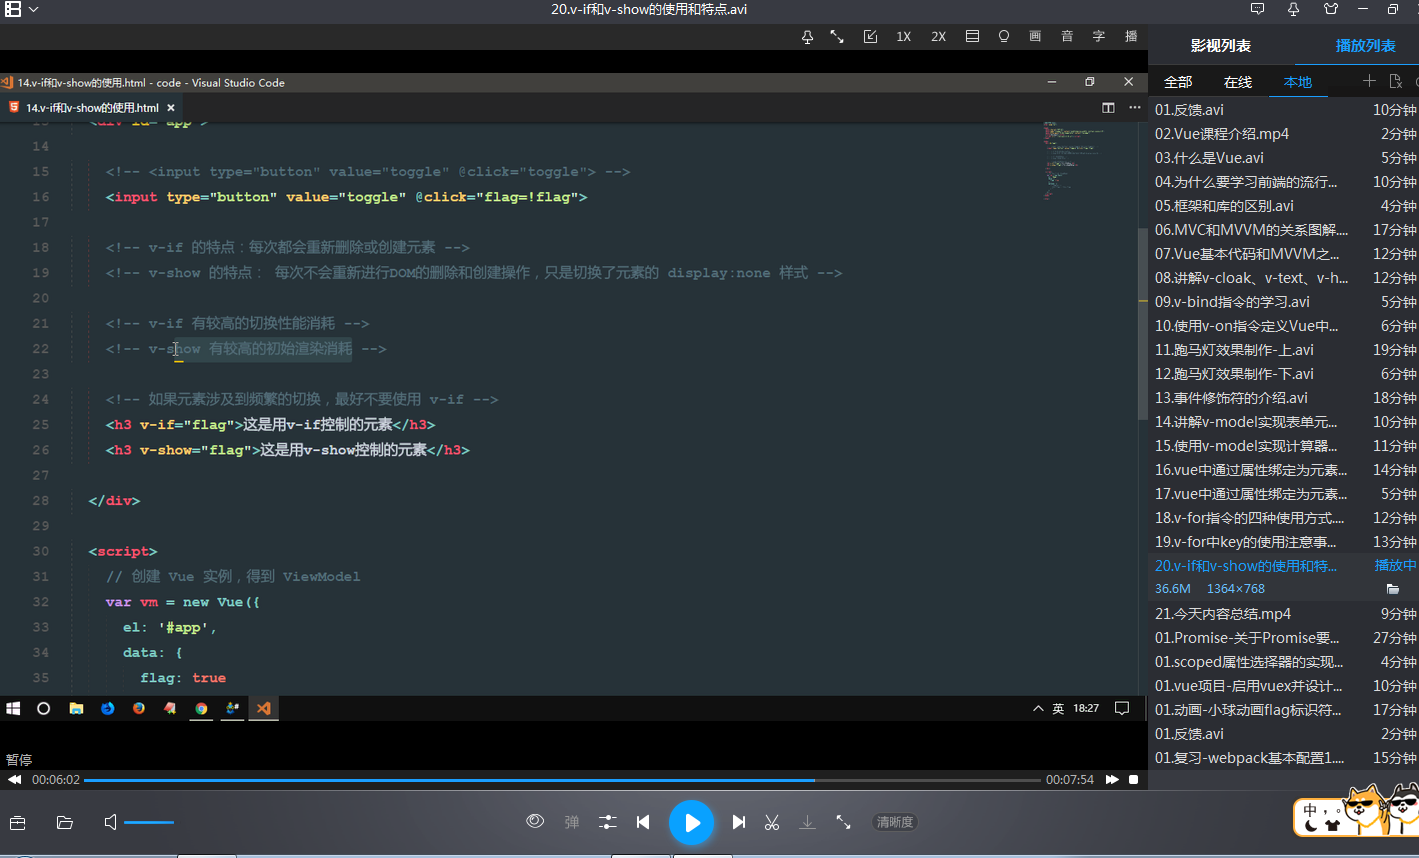 20.v-if和v-show的使用和特点.avi
1X 2X 画 音 字 播
影视列表 播放列表
全部 在线 本地
14.v-if和v-show的使用.html - code - Visual Studio Code
14.v-if和v-show的使用.html
13 <div id="app">
14
15 <!-- <input type="button" value="toggle" @click="toggle"> -->
16 <input type="button" value="toggle" @click="flag=!flag">
17
18 <!-- v-if 的特点：每次都会重新删除或创建元素 -->
19 <!-- v-show 的特点： 每次不会重新进行DOM的删除和创建操作，只是切换了元素的 display:none 样式 -->
20
21 <!-- v-if 有较高的切换性能消耗 -->
22 <!-- v-show 有较高的初始渲染消耗 -->
23
24 <!-- 如果元素涉及到频繁的切换，最好不要使用 v-if -->
25 <h3 v-if="flag">这是用v-if控制的元素</h3>
26 <h3 v-show="flag">这是用v-show控制的元素</h3>
27
28 </div>
29
30 <script>
31 // 创建 Vue 实例，得到 ViewModel
32 var vm = new Vue({
33 el: '#app',
34 data: {
35 flag: true
英 18:27
暂停
00:06:02 00:07:54
弹 清晰度
01.反馈.avi 10分钟
02.Vue课程介绍.mp4 2分钟
03.什么是Vue.avi 5分钟
04.为什么要学习前端的流行... 10分钟
05.框架和库的区别.avi 4分钟
06.MVC和MVVM的关系图解.... 17分钟
07.Vue基本代码和MVVM之... 12分钟
08.讲解v-cloak、v-text、v-h... 12分钟
09.v-bind指令的学习.avi 5分钟
10.使用v-on指令定义Vue中... 6分钟
11.跑马灯效果制作-上.avi 19分钟
12.跑马灯效果制作-下.avi 6分钟
13.事件修饰符的介绍.avi 18分钟
14.讲解v-model实现表单元... 10分钟
15.使用v-model实现计算器... 11分钟
16.vue中通过属性绑定为元素... 14分钟
17.vue中通过属性绑定为元素... 5分钟
18.v-for指令的四种使用方式.... 12分钟
19.v-for中key的使用注意事... 13分钟
20.v-if和v-show的使用和特... 播放中
36.6M 1364×768
21.今天内容总结.mp4 9分钟
01.Promise-关于Promise要... 27分钟
01.scoped属性选择器的实现... 4分钟
01.vue项目-启用vuex并设计... 10分钟
01.动画-小球动画flag标识符... 17分钟
01.反馈.avi 2分钟
01.复习-webpack基本配置1.... 15分钟
中 ，。